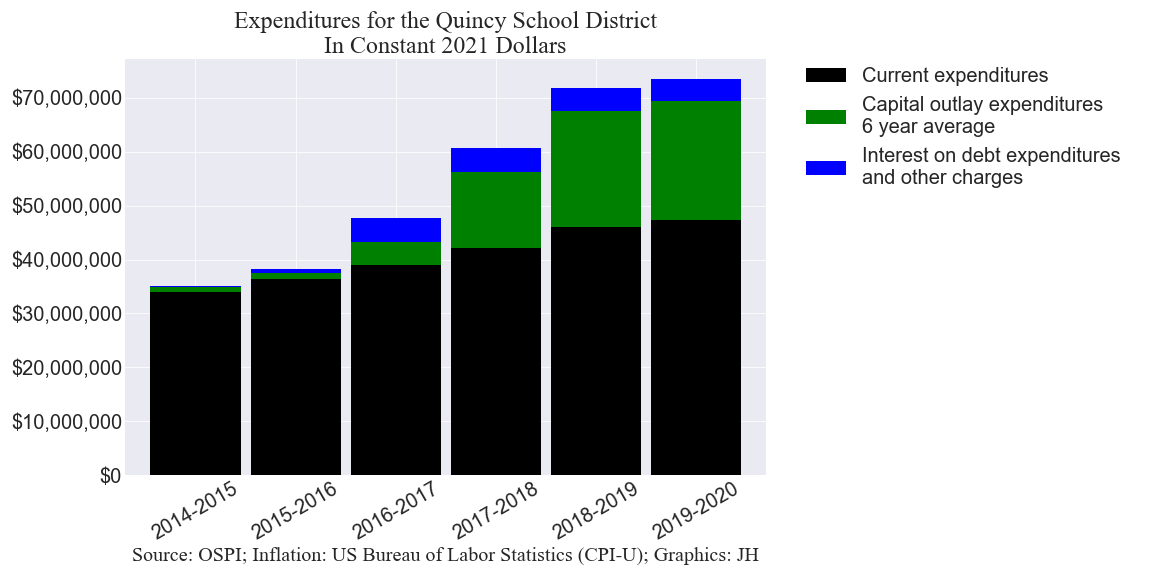 Expenditures for the Quincy School District
In Constant 2021 Dollars
$70,000,000
$60,000,000
$50,000,000
$40,000,000
$30,000,000
$20,000,000
$10,000,000
$0
2014-2015
2015-2016
2016-2017
2017-2018
2018-2019
2019-2020
Source: OSPI; Inflation: US Bureau of Labor Statistics (CPI-U); Graphics: JH
Current expenditures
Capital outlay expenditures
6 year average
Interest on debt expenditures
and other charges